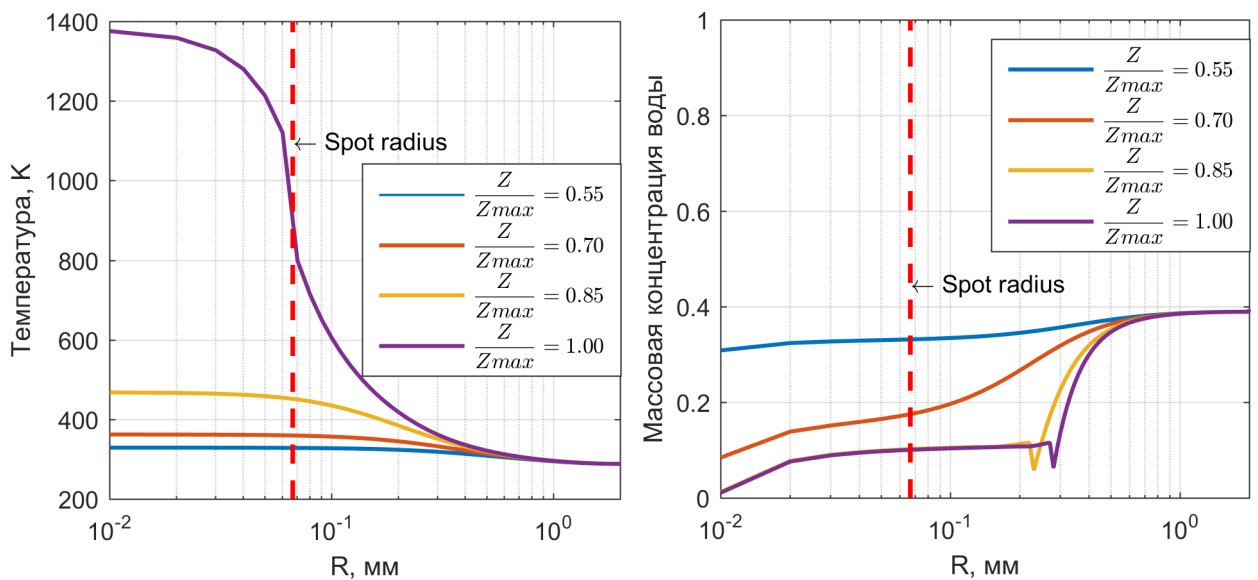 1400
1200
1000
800
600
400
200
Температура, К
10^-2
10^-1
10^0
R, мм
← Spot radius
Z/Zmax = 0.55
Z/Zmax = 0.70
Z/Zmax = 0.85
Z/Zmax = 1.00
1
0.8
0.6
0.4
0.2
0
Массовая концентрация воды
10^-2
10^-1
10^0
R, мм
← Spot radius
Z/Zmax = 0.55
Z/Zmax = 0.70
Z/Zmax = 0.85
Z/Zmax = 1.00